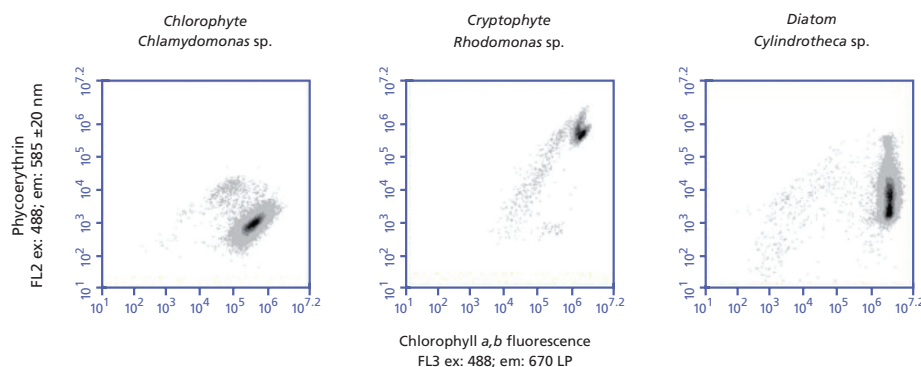 Chlorophyte
Chlamydomonas sp.
Cryptophyte
Rhodomonas sp.
Diatom
Cylindrotheca sp.
Phycoerythrin
FL2 ex: 488; em: 585 ±20 nm
10^7.2
10^6
10^5
10^4
10^3
10^2
10^1
10^1 10^2 10^3 10^4 10^5 10^6 10^7.2
10^7.2
10^6
10^5
10^4
10^3
10^2
10^1
10^1 10^2 10^3 10^4 10^5 10^6 10^7.2
10^7.2
10^6
10^5
10^4
10^3
10^2
10^1
10^1 10^2 10^3 10^4 10^5 10^6 10^7.2
Chlorophyll a,b fluorescence
FL3 ex: 488; em: 670 LP